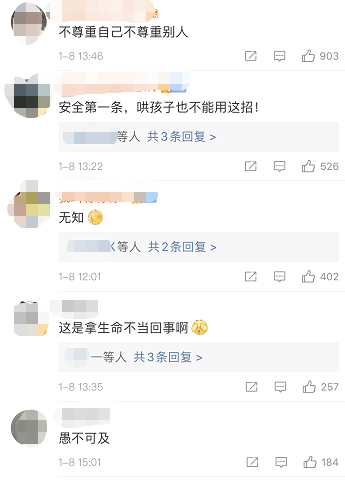 不尊重自己不尊重别人
1-8 13:46
903
安全第一条，哄孩子也不能用这招！
等人 共3条回复 >
1-8 13:22
526
无知
K等人 共2条回复 >
1-8 12:01
402
这是拿生命不当回事啊
一等人 共3条回复 >
1-8 13:35
257
愚不可及
1-8 15:01
184